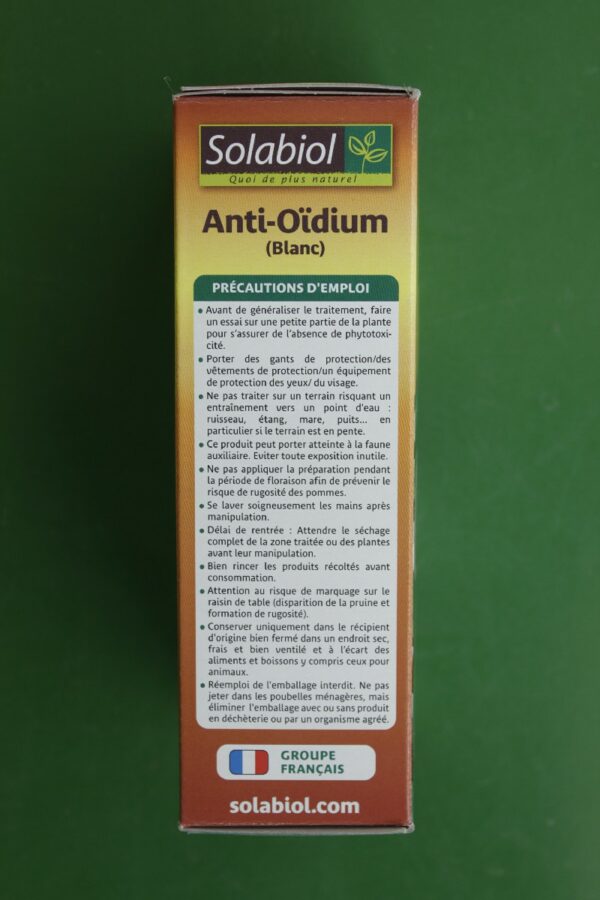 Solabiol
Quoi de plus naturel
Anti-Oïdium
(Blanc)
PRÉCAUTIONS D'EMPLOI
• Avant de généraliser le traitement, faire
un essai sur une petite partie de la plante
pour s'assurer de l'absence de phytotoxi-
cité.
• Porter des gants de protection/des
vêtements de protection/un équipement
de protection des yeux/ du visage.
• Ne pas traiter sur un terrain risquant un
entraînement vers un point d'eau :
ruisseau, étang, mare, puits... en
particulier si le terrain est en pente.
• Ce produit peut porter atteinte à la faune
auxiliaire. Eviter toute exposition inutile.
• Ne pas appliquer la préparation pendant
la période de floraison afin de prévenir le
risque de rugosité des pommes.
• Se laver soigneusement les mains après
manipulation.
• Délai de rentrée : Attendre le séchage
complet de la zone traitée ou des plantes
avant leur manipulation.
• Bien rincer les produits récoltés avant
consommation.
• Attention au risque de marquage sur le
raisin de table (disparition de la pruine et
formation de rugosité).
• Conserver uniquement dans le récipient
d'origine bien fermé dans un endroit sec,
frais et bien ventilé et à l'écart des
aliments et boissons y compris ceux pour
animaux.
• Réemploi de l'emballage interdit. Ne pas
jeter dans les poubelles ménagères, mais
éliminer l'emballage avec ou sans produit
en déchèterie ou par un organisme agréé.
GROUPE
FRANÇAIS
solabiol.com